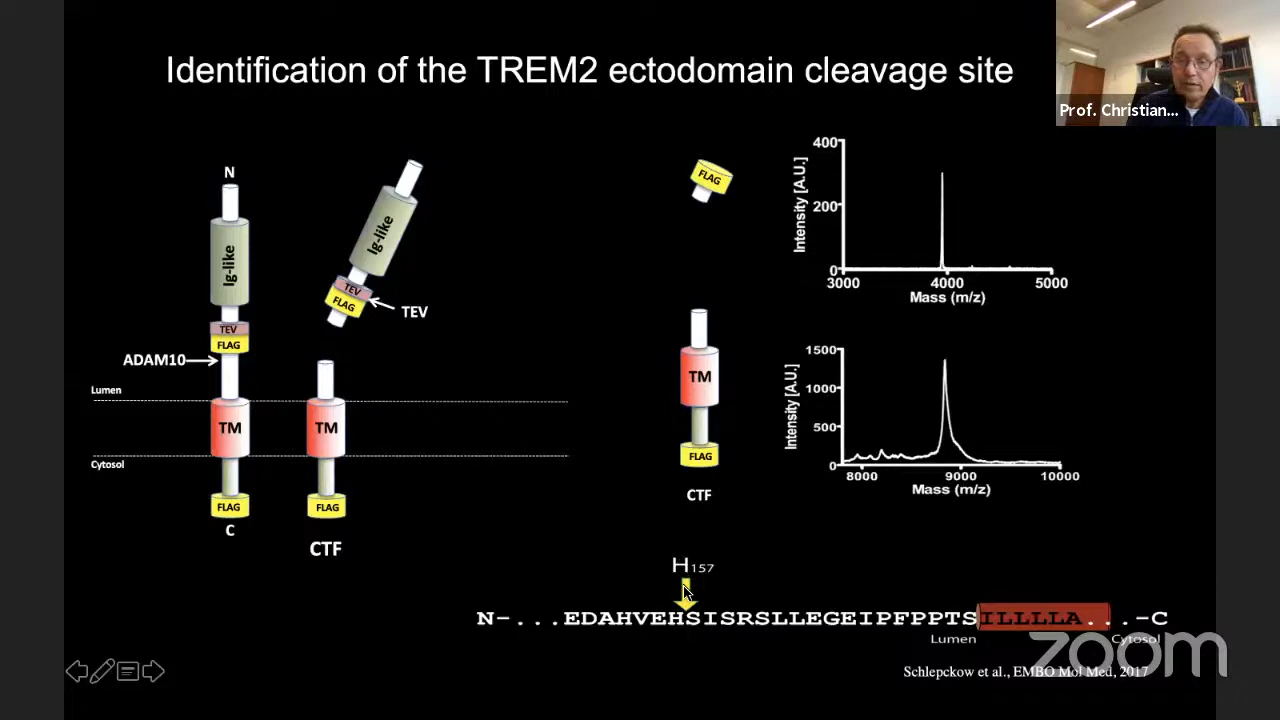 Identification of the TREM2 ectodomain cleavage site
Prof. Christian...
N
Ig-like
TEV
FLAG
ADAM10
Lumen
TM
Cytosol
FLAG
C
Ig-like
TEV
FLAG
TEV
TM
FLAG
CTF
FLAG
TM
FLAG
CTF
400
200
0
Intensity [A.U.]
3000 4000 5000
Mass (m/z)
1500
1000
500
0
Intensity [A.U.]
8000 9000 10000
Mass (m/z)
H157
N-...EDAHVEHSISRSLLEGEIPFPPTSILLLLA...-C
Lumen Cytosol
Schlepckow et al., EMBO Mol Med, 2017
zoom